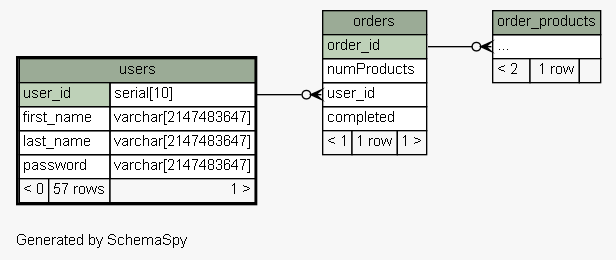 users
user_id serial[10]
first_name varchar[2147483647]
last_name varchar[2147483647]
password varchar[2147483647]
< 0 57 rows 1 >
orders
order_id
numProducts
user_id
completed
< 1 1 row 1 >
order_products
...
< 2 1 row
Generated by SchemaSpy